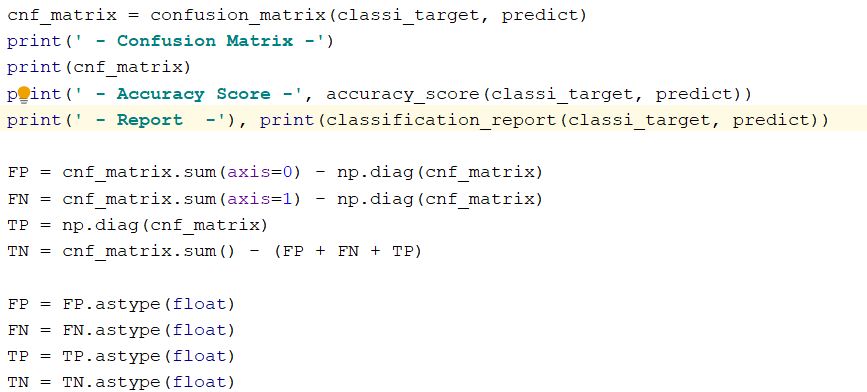 cnf_matrix = confusion_matrix(classi_target, predict)
print(' - Confusion Matrix -')
print(cnf_matrix)
print(' - Accuracy Score -', accuracy_score(classi_target, predict))
print(' - Report  -'), print(classification_report(classi_target, predict))
FP = cnf_matrix.sum(axis=0) - np.diag(cnf_matrix)
FN = cnf_matrix.sum(axis=1) - np.diag(cnf_matrix)
TP = np.diag(cnf_matrix)
TN = cnf_matrix.sum() - (FP + FN + TP)
FP = FP.astype(float)
FN = FN.astype(float)
TP = TP.astype(float)
TN = TN.astype(float)